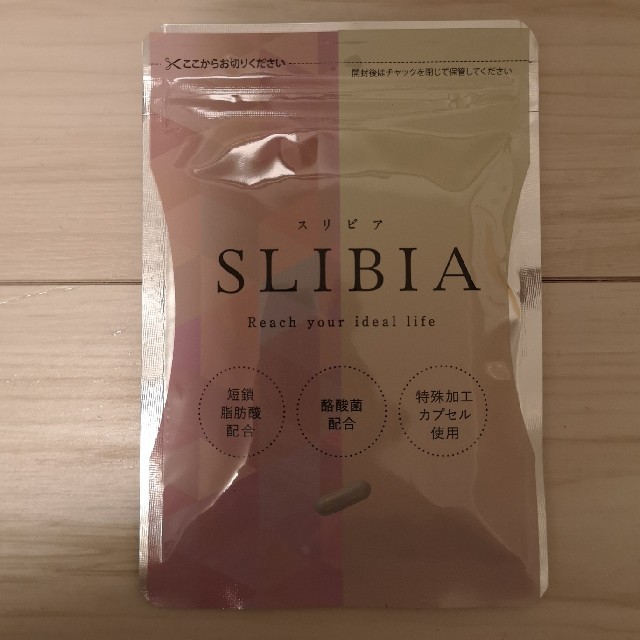 ここからお切りください
開封後はチャックを閉じて保管してください
スリビア
SLIBIA
Reach your ideal life
短鎖
脂肪酸
配合
酪酸菌
配合
特殊加工
カプセル
使用